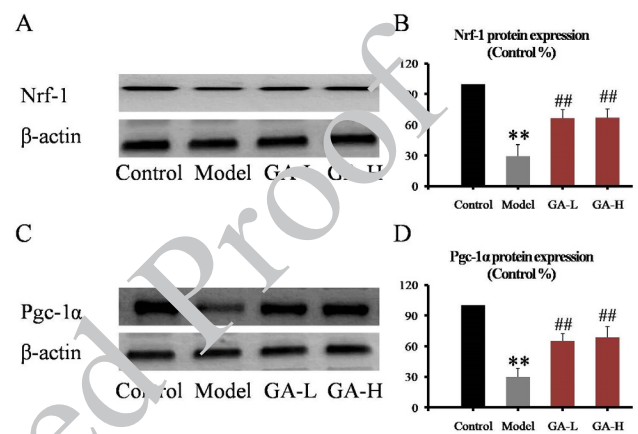 A
B
Nrf-1 protein expression
(Control %)
Nrf-1
β-actin
Control Model GA-L GA-H
90
60
30
0
**
##
##
Control Model GA-L GA-H
C
D
Pgc-1α protein expression
(Control %)
Pgc-1α
β-actin
Control Model GA-L GA-H
120
90
60
30
0
**
##
##
Control Model GA-L GA-H
ed Proof